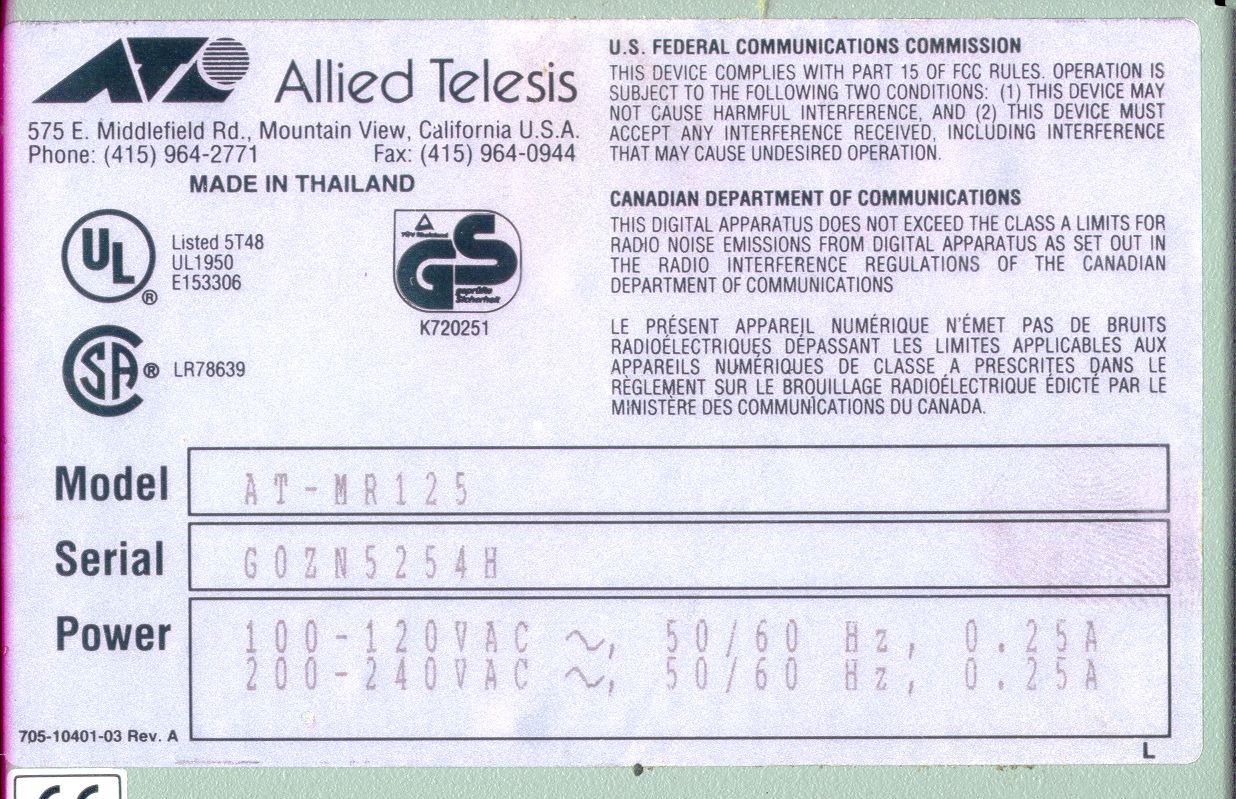 Allied Telesis
575 E. Middlefield Rd., Mountain View, California U.S.A.
Phone: (415) 964-2771 Fax: (415) 964-0944
MADE IN THAILAND
UL ®
Listed 5T48
UL1950
E153306
TÜV Rheinland
GS
geprüfte
Sicherheit
K720251
CSA ® LR78639
U.S. FEDERAL COMMUNICATIONS COMMISSION
THIS DEVICE COMPLIES WITH PART 15 OF FCC RULES. OPERATION IS
SUBJECT TO THE FOLLOWING TWO CONDITIONS: (1) THIS DEVICE MAY
NOT CAUSE HARMFUL INTERFERENCE, AND (2) THIS DEVICE MUST
ACCEPT ANY INTERFERENCE RECEIVED, INCLUDING INTERFERENCE
THAT MAY CAUSE UNDESIRED OPERATION.
CANADIAN DEPARTMENT OF COMMUNICATIONS
THIS DIGITAL APPARATUS DOES NOT EXCEED THE CLASS A LIMITS FOR
RADIO NOISE EMISSIONS FROM DIGITAL APPARATUS AS SET OUT IN
THE RADIO INTERFERENCE REGULATIONS OF THE CANADIAN
DEPARTMENT OF COMMUNICATIONS
LE PRÉSENT APPAREIL NUMÉRIQUE N'ÉMET PAS DE BRUITS
RADIOÉLECTRIQUES DÉPASSANT LES LIMITES APPLICABLES AUX
APPAREILS NUMÉRIQUES DE CLASSE A PRESCRITES DANS LE
RÈGLEMENT SUR LE BROUILLAGE RADIOÉLECTRIQUE ÉDICTÉ PAR LE
MINISTÈRE DES COMMUNICATIONS DU CANADA.
Model AT-MR125
Serial G0ZN5254H
Power 100-120VAC ~, 50/60 Hz, 0.25A
200-240VAC ~, 50/60 Hz, 0.25A
705-10401-03 Rev. A
L
CE